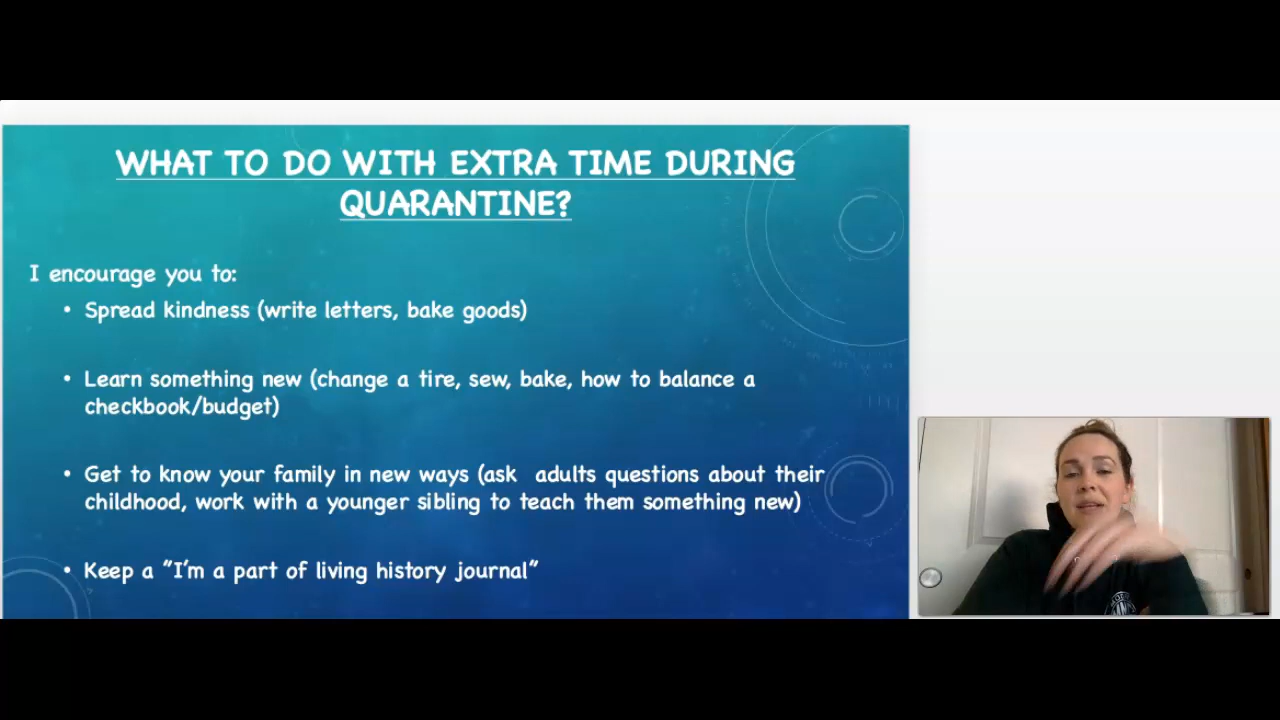 WHAT TO DO WITH EXTRA TIME DURING
QUARANTINE?
I encourage you to:
• Spread kindness (write letters, bake goods)
• Learn something new (change a tire, sew, bake, how to balance a
checkbook/budget)
• Get to know your family in new ways (ask adults questions about their
childhood, work with a younger sibling to teach them something new)
• Keep a "I'm a part of living history journal"